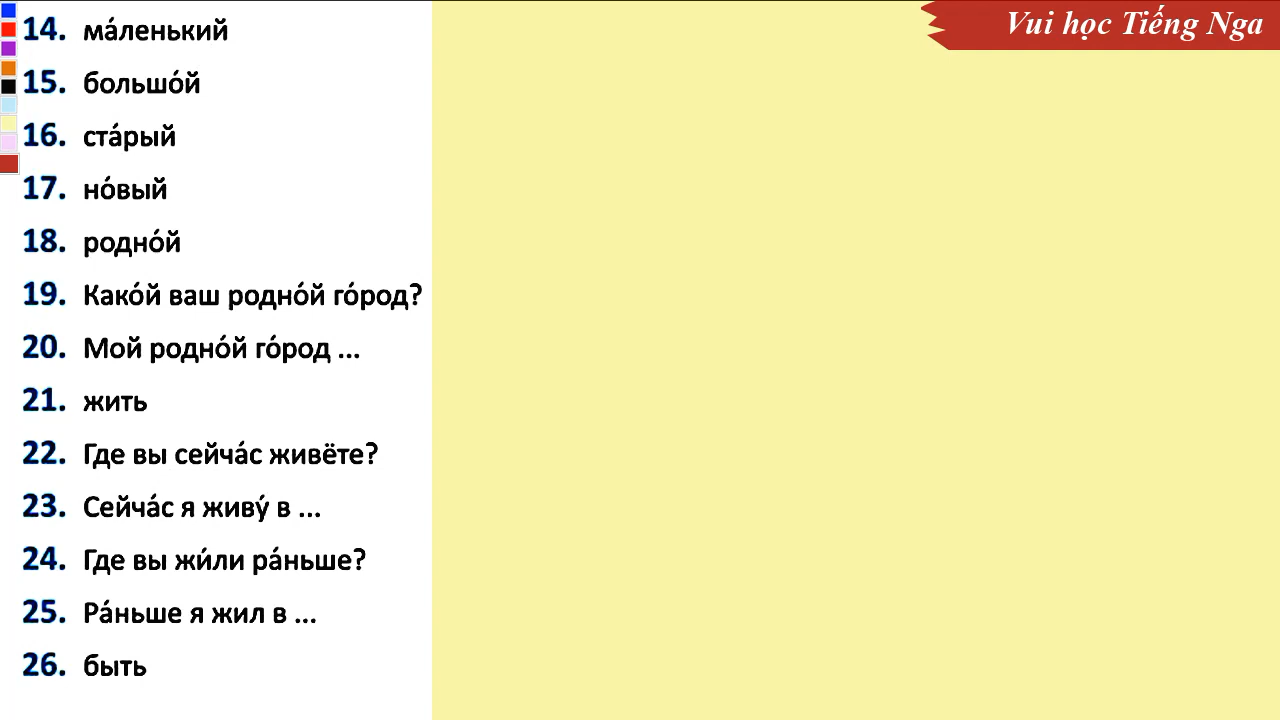 Vui học Tiếng Nga
14. ма́ленький
15. большо́й
16. ста́рый
17. но́вый
18. родно́й
19. Како́й ваш родно́й го́род?
20. Мой родно́й го́род ...
21. жить
22. Где вы сейча́с живёте?
23. Сейча́с я живу́ в ...
24. Где вы жи́ли ра́ньше?
25. Ра́ньше я жил в ...
26. быть